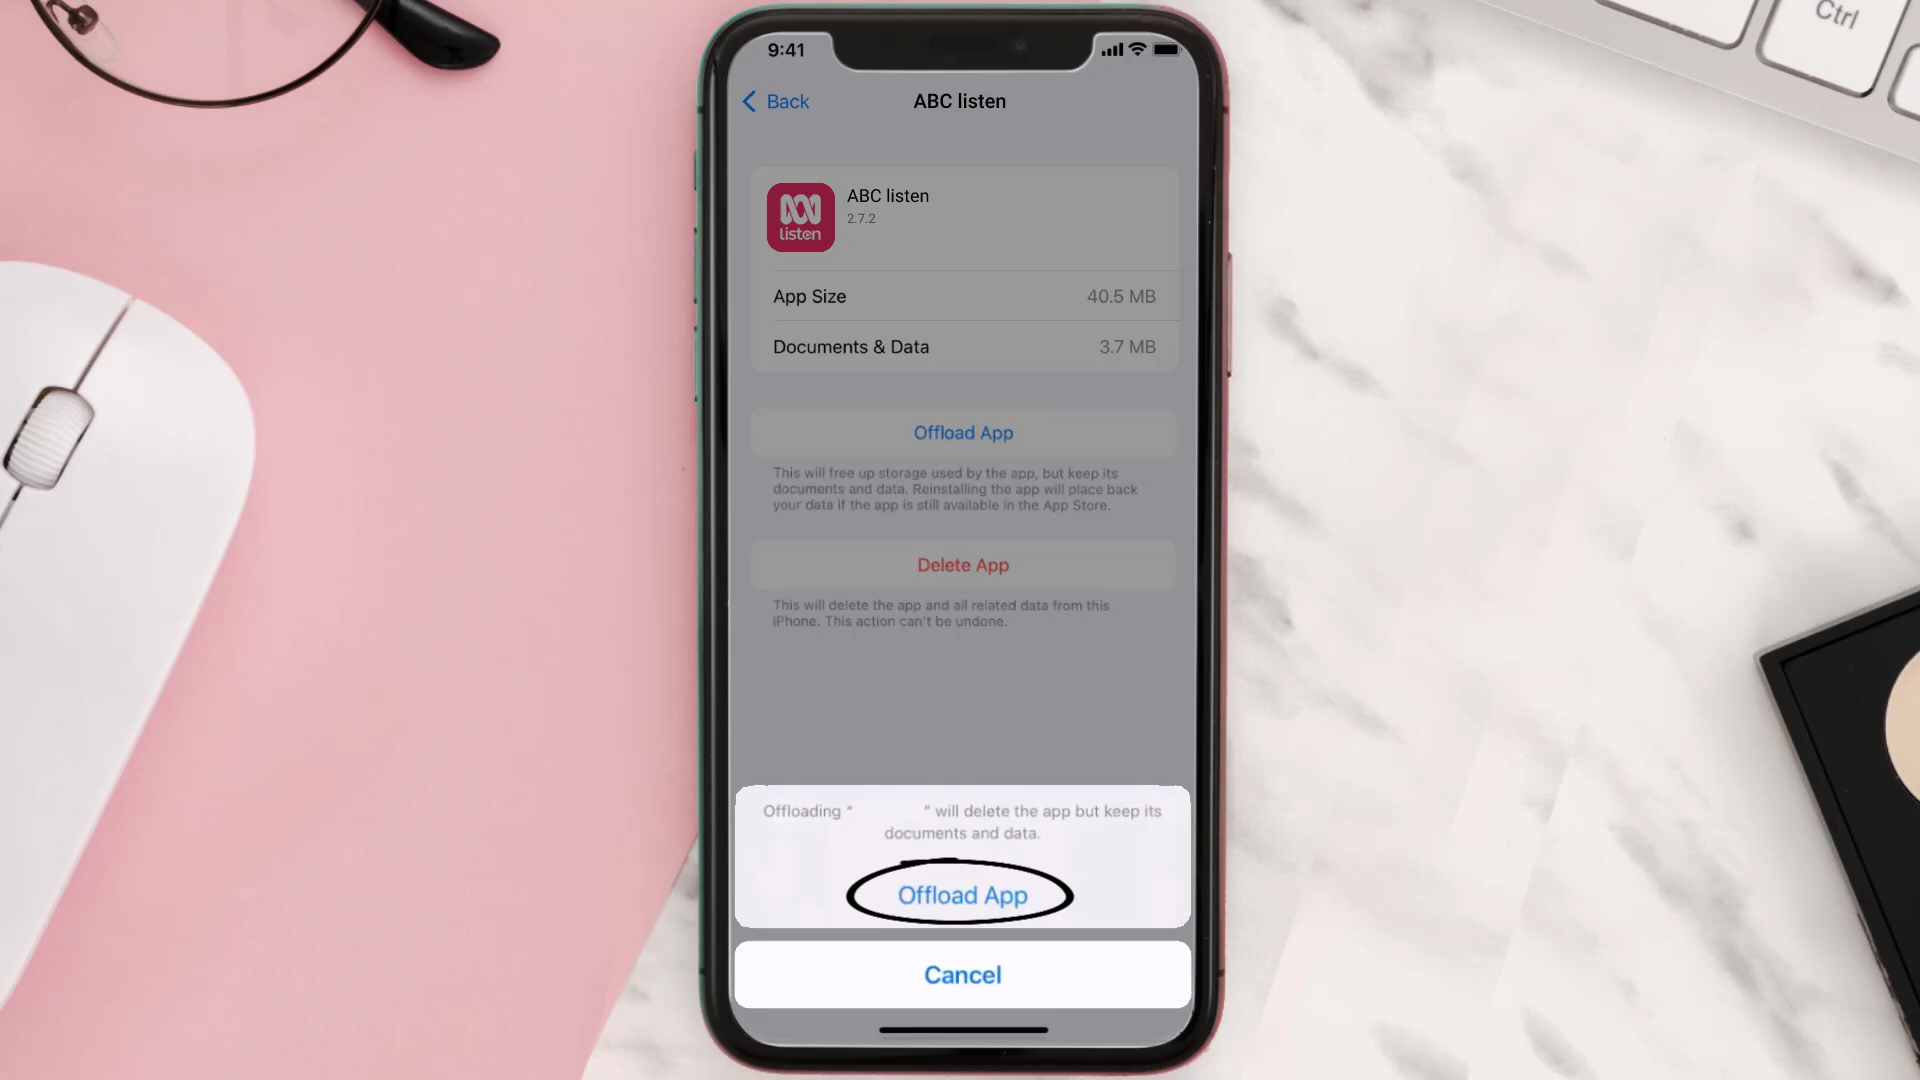 Ctrl
9:41
Back
ABC listen
ABC listen
2.7.2
listen
App Size 40.5 MB
Documents & Data 3.7 MB
Offload App
This will free up storage used by the app, but keep its
documents and data. Reinstalling the app will place back
your data if the app is still available in the App Store.
Delete App
This will delete the app and all related data from this
iPhone. This action can't be undone.
Offloading “ ” will delete the app but keep its
documents and data.
Offload App
Cancel